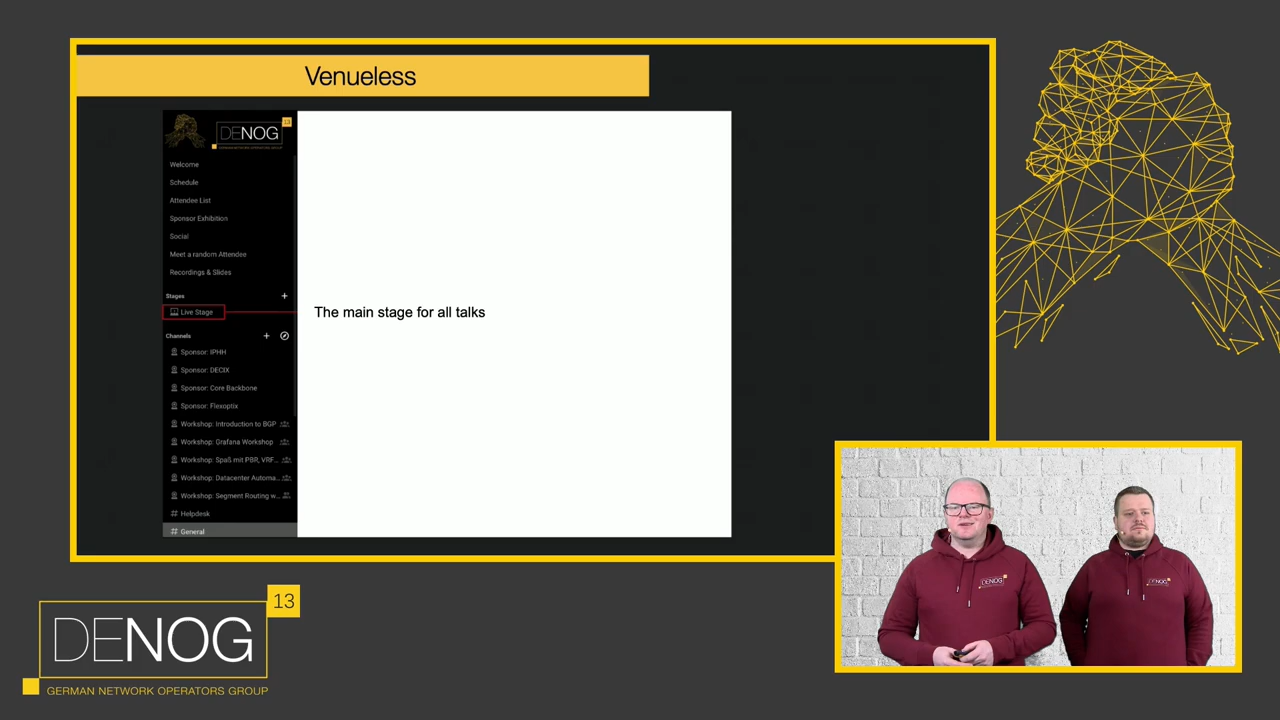 Venueless
13
DENOG
Welcome
Schedule
Attendee List
Sponsor Exhibition
Social
Meet a random Attendee
Recordings & Slides
Stages +
Live Stage
The main stage for all talks
Channels +
Sponsor: IPHH
Sponsor: DECIX
Sponsor: Core Backbone
Sponsor: Flexoptix
Workshop: Introduction to BGP
Workshop: Grafana Workshop
Workshop: Spaß mit PBR, VRF...
Workshop: Datacenter Automa...
Workshop: Segment Routing w...
# Helpdesk
# General
DENOG
DENOG
13
DENOG
GERMAN NETWORK OPERATORS GROUP